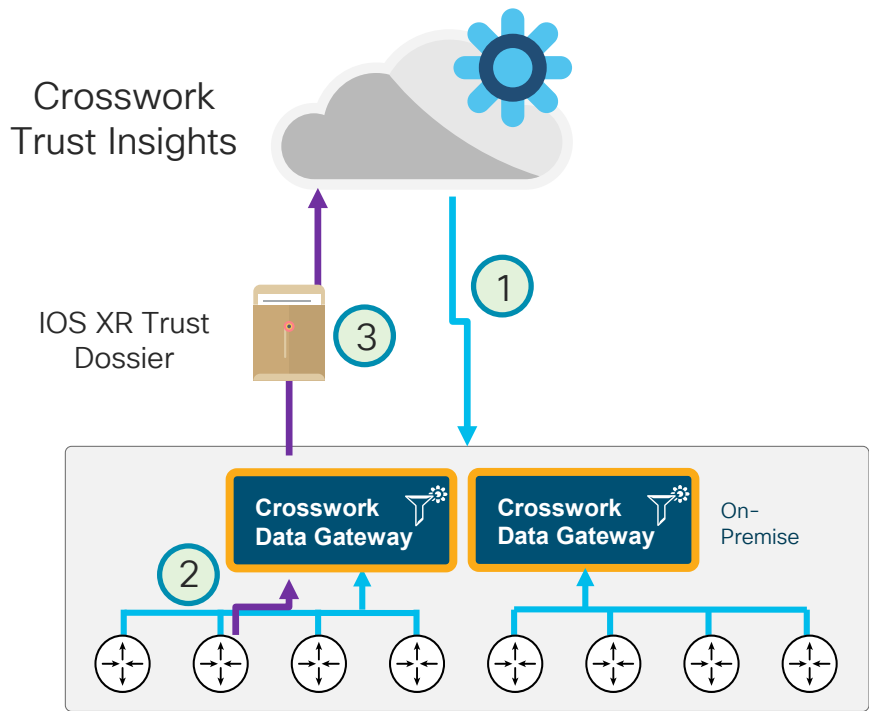 Crosswork
Trust Insights
1
IOS XR Trust
Dossier
3
Crosswork
Data Gateway
Crosswork
Data Gateway
On-
Premise
2